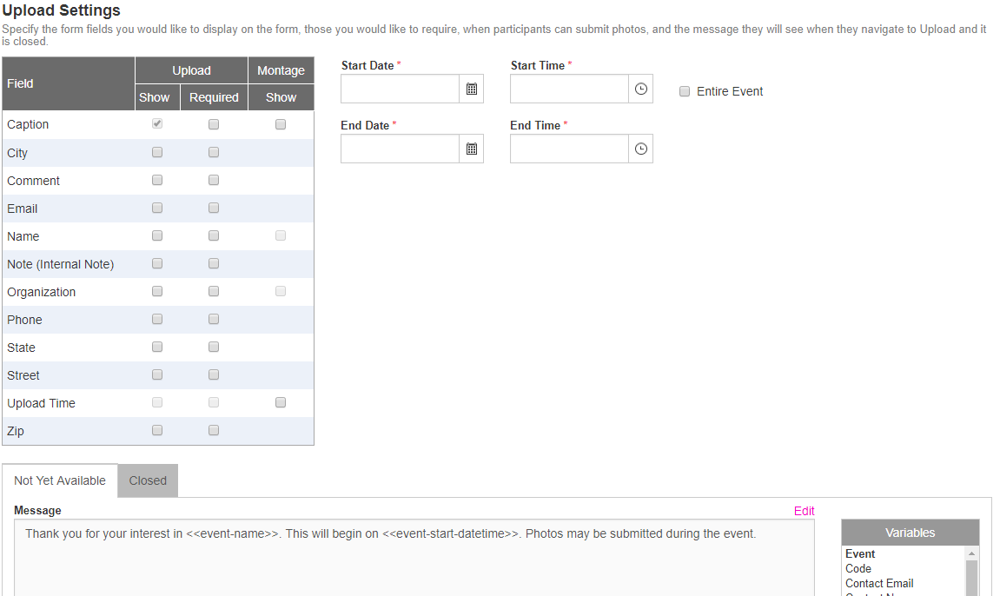 Upload Settings
Specify the form fields you would like to display on the form, those you would like to require, when participants can submit photos, and the message they will see when they navigate to Upload and it
is closed.
Field
Upload
Montage
Show
Required
Show
Caption
City
Comment
Email
Name
Note (Internal Note)
Organization
Phone
State
Street
Upload Time
Zip
Start Date *
Start Time *
Entire Event
End Date *
End Time *
Not Yet Available
Closed
Message
Edit
Thank you for your interest in <<event-name>>. This will begin on <<event-start-datetime>>. Photos may be submitted during the event.
Variables
Event
Code
Contact Email
Contact